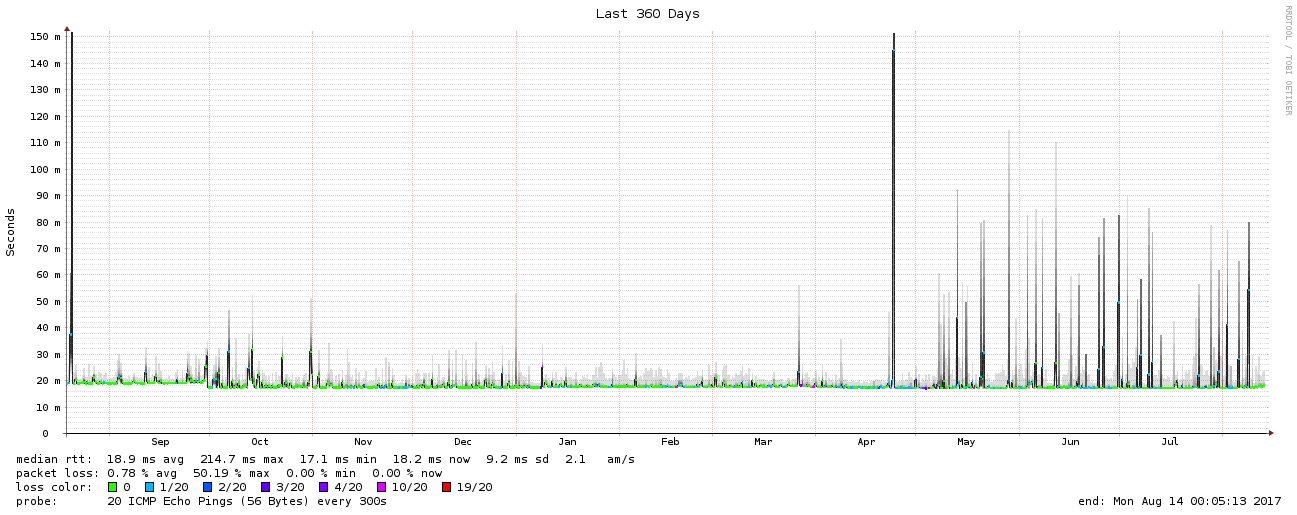 Last 360 Days
RRDTOOL / TOBI OETIKER
Seconds
150 m
140 m
130 m
120 m
110 m
100 m
90 m
80 m
70 m
60 m
50 m
40 m
30 m
20 m
10 m
0
Sep Oct Nov Dec Jan Feb Mar Apr May Jun Jul
median rtt: 18.9 ms avg 214.7 ms max 17.1 ms min 18.2 ms now 9.2 ms sd 2.1 am/s
packet loss: 0.78 % avg 50.19 % max 0.00 % min 0.00 % now
loss color: 0 1/20 2/20 3/20 4/20 10/20 19/20
probe: 20 ICMP Echo Pings (56 Bytes) every 300s end: Mon Aug 14 00:05:13 2017